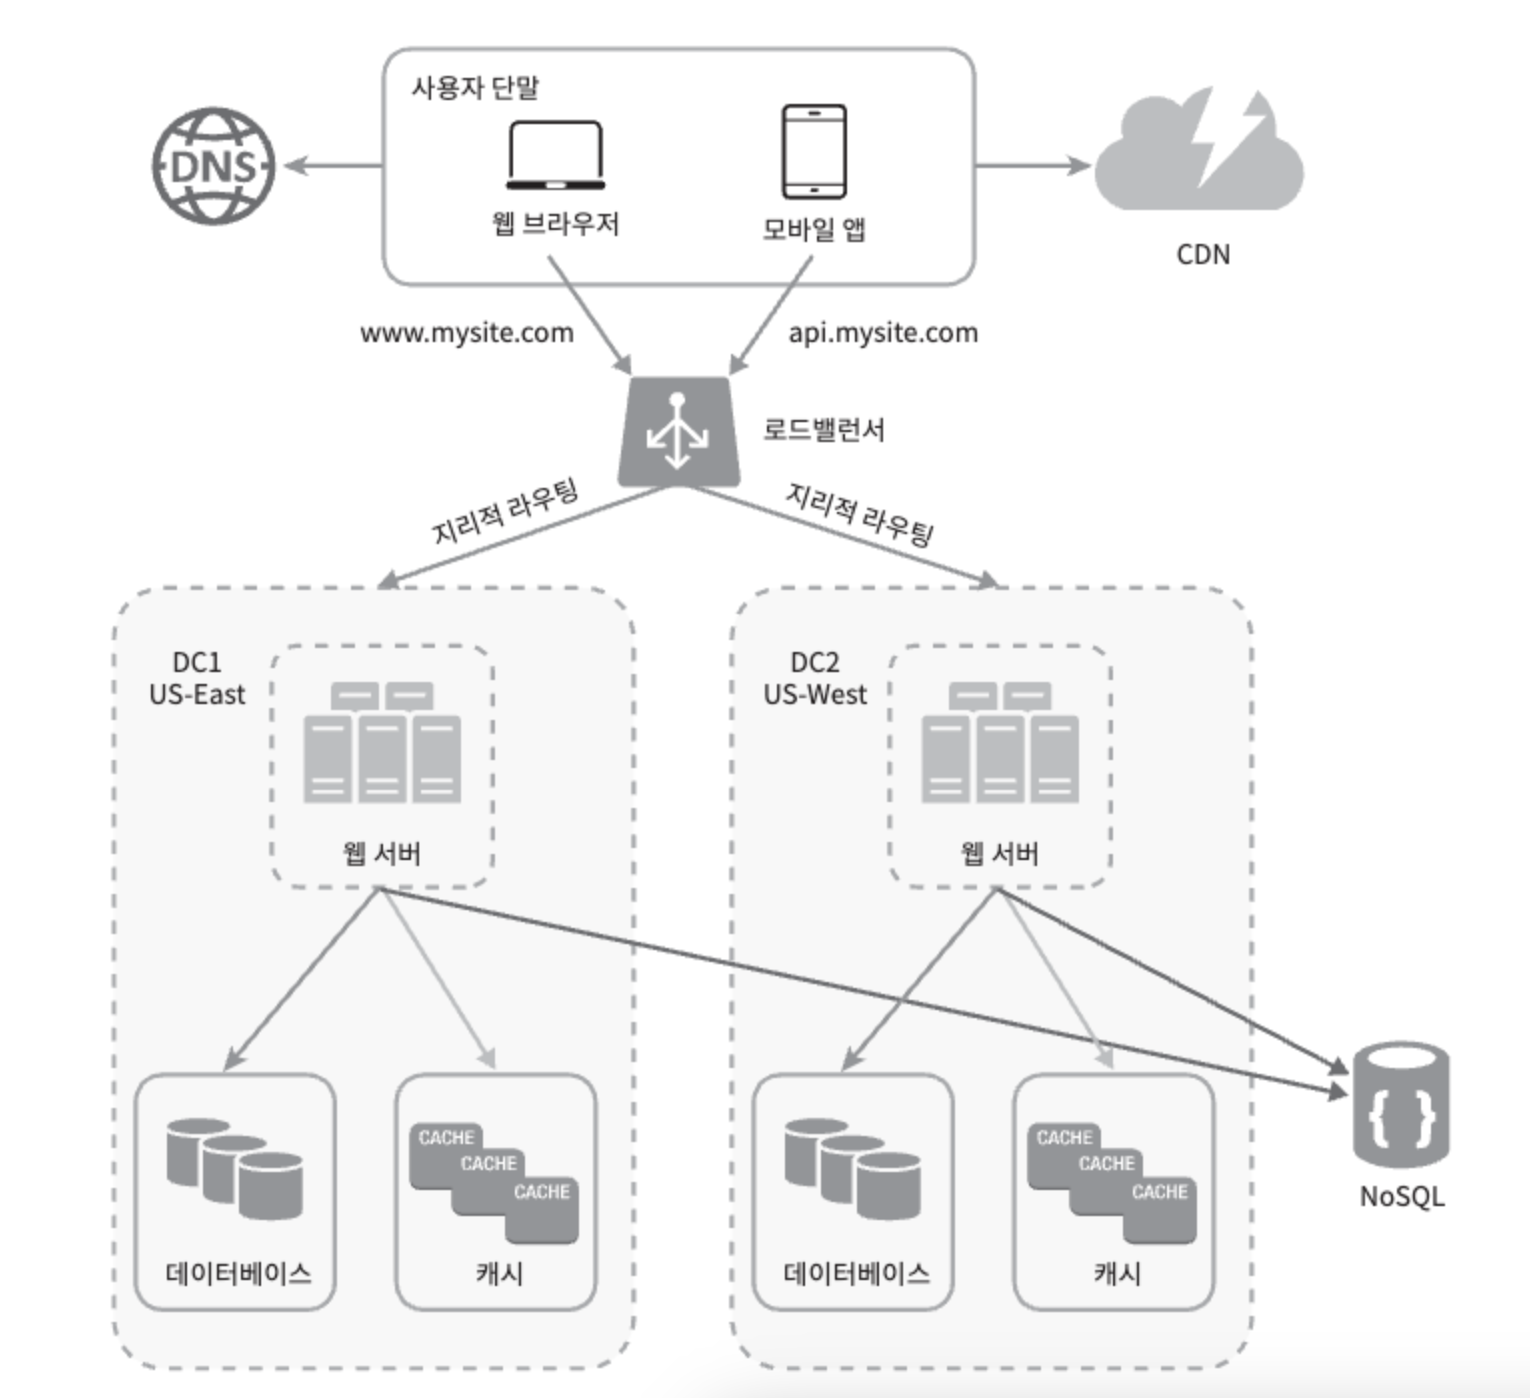 사용자 단말
DNS
웹 브라우저
모바일 앱
CDN
www.mysite.com
api.mysite.com
로드밸런서
지리적 라우팅
지리적 라우팅
DC1
US-East
웹 서버
DC2
US-West
웹 서버
CACHE
CACHE
CACHE
데이터베이스
캐시
CACHE
CACHE
CACHE
데이터베이스
캐시
{ }
NoSQL